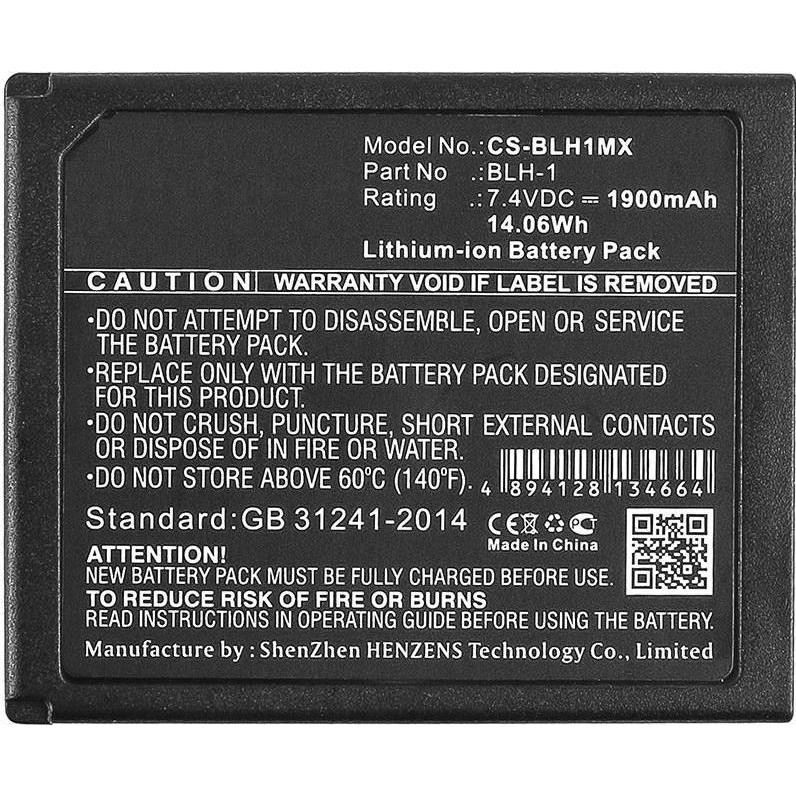 Model No.:CS-BLH1MX
Part No .:BLH-1
Rating .:7.4VDC ⎓ 1900mAh
14.06Wh
Lithium-ion Battery Pack
CAUTION WARRANTY VOID IF LABEL IS REMOVED
·DO NOT ATTEMPT TO DISASSEMBLE, OPEN OR SERVICE
THE BATTERY PACK.
·REPLACE ONLY WITH THE BATTERY PACK DESIGNATED
FOR THIS PRODUCT.
·DO NOT CRUSH, PUNCTURE, SHORT EXTERNAL CONTACTS
OR DISPOSE OF IN FIRE OR WATER.
·DO NOT STORE ABOVE 60ºC (140ºF).
4 894128 134664
Standard:GB 31241-2014
CE
Made In China
ATTENTION!
NEW BATTERY PACK MUST BE FULLY CHARGED BEFORE USE.
TO REDUCE RISK OF FIRE OR BURNS
READ INSTRUCTIONS IN OPERATING GUIDE BEFORE USING THE BATTERY.
Manufacture by : ShenZhen HENZENS Technology Co., Limited